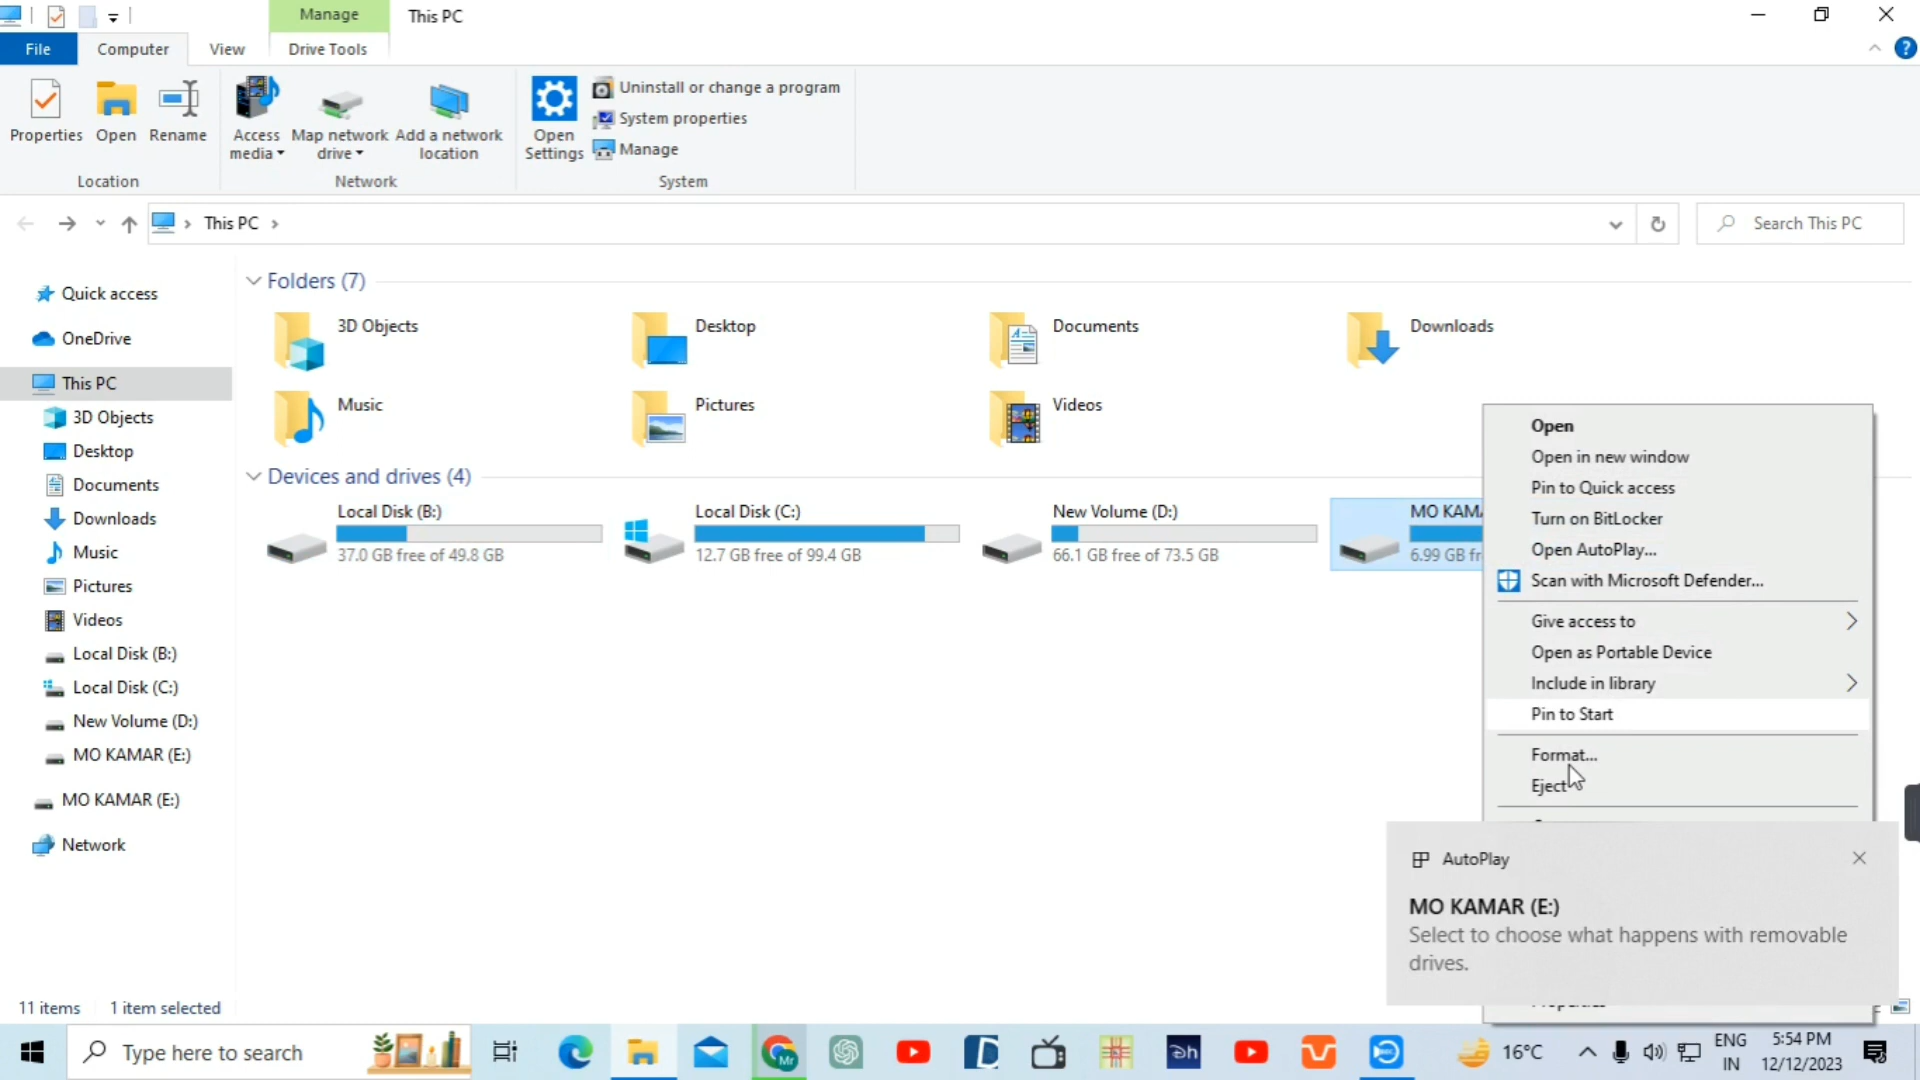 Manage
This PC
File
Computer
View
Drive Tools
Properties
Open
Rename
Access
media
Map network
drive
Add a network
location
Open
Settings
Uninstall or change a program
System properties
Manage
Location
Network
System
This PC
Search This PC
Quick access
OneDrive
This PC
3D Objects
Desktop
Documents
Downloads
Music
Pictures
Videos
Local Disk (B:)
Local Disk (C:)
New Volume (D:)
MO KAMAR (E:)
MO KAMAR (E:)
Network
Folders (7)
3D Objects
Desktop
Documents
Downloads
Music
Pictures
Videos
Devices and drives (4)
Local Disk (B:)
37.0 GB free of 49.8 GB
Local Disk (C:)
12.7 GB free of 99.4 GB
New Volume (D:)
66.1 GB free of 73.5 GB
MO KAM
6.99 GB fr
Open
Open in new window
Pin to Quick access
Turn on BitLocker
Open AutoPlay...
Scan with Microsoft Defender...
Give access to
Open as Portable Device
Include in library
Pin to Start
Format...
Eject
AutoPlay
MO KAMAR (E:)
Select to choose what happens with removable
drives.
11 items
1 item selected
Type here to search
16°C
ENG
IN
5:54 PM
12/12/2023